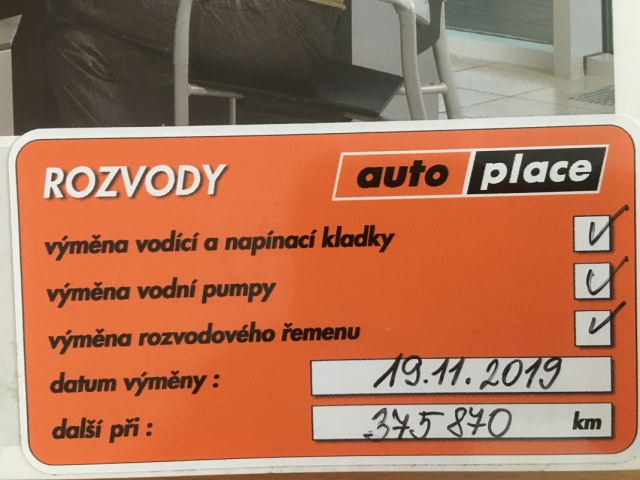 ROZVODY auto place
výměna vodící a napínací kladky
výměna vodní pumpy
výměna rozvodového řemenu
datum výměny : 19.11.2019
další při : 375 870 km